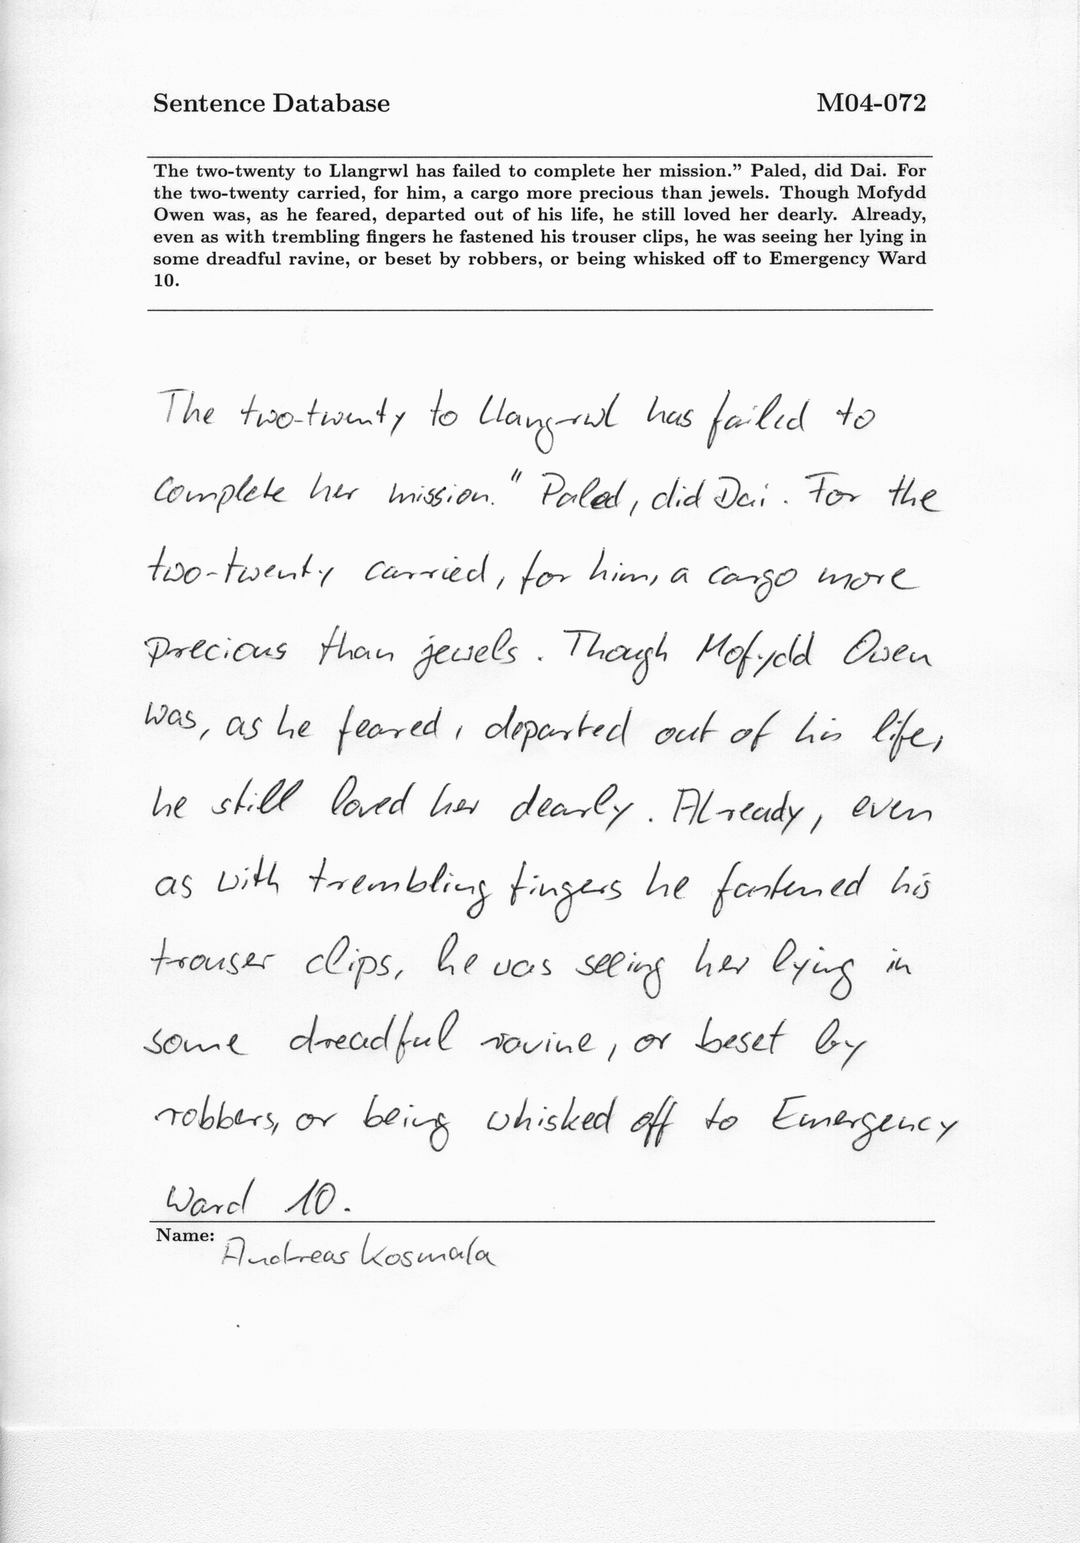 Sentence Database M04-072
The two-twenty to Llangrwl has failed to complete her mission.” Paled, did Dai. For
the two-twenty carried, for him, a cargo more precious than jewels. Though Mofydd
Owen was, as he feared, departed out of his life, he still loved her dearly. Already,
even as with trembling fingers he fastened his trouser clips, he was seeing her lying in
some dreadful ravine, or beset by robbers, or being whisked off to Emergency Ward
10.
The two-twenty to Llangrwl has failed to
complete her mission." Paled, did Dai. For the
two-twenty carried, for him, a cargo more
precious than jewels. Though Mofydd Owen
was, as he feared, departed out of his life,
he still loved her dearly. Already, even
as with trembling fingers he fastened his
trouser clips, he was seeing her lying in
some dreadful ravine, or beset by
robbers, or being whisked off to Emergency
Ward 10.
Name: Andreas Kosmala